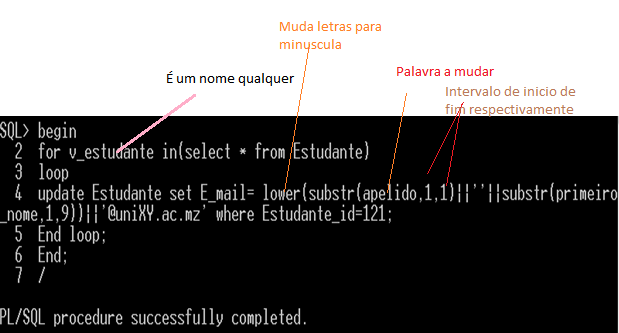 Muda letras para
minuscula
Palavra a mudar
É um nome qualquer
Intervalo de inicio de
fim respectivamente
SQL> begin
2 for v_estudante in(select * from Estudante)
3 loop
4 update Estudante set E_mail= lower(substr(apelido,1,1)||''||substr(primeiro
_nome,1,9))||'@uniXY.ac.mz' where Estudante_id=121;
5 End loop;
6 End;
7 /
PL/SQL procedure successfully completed.